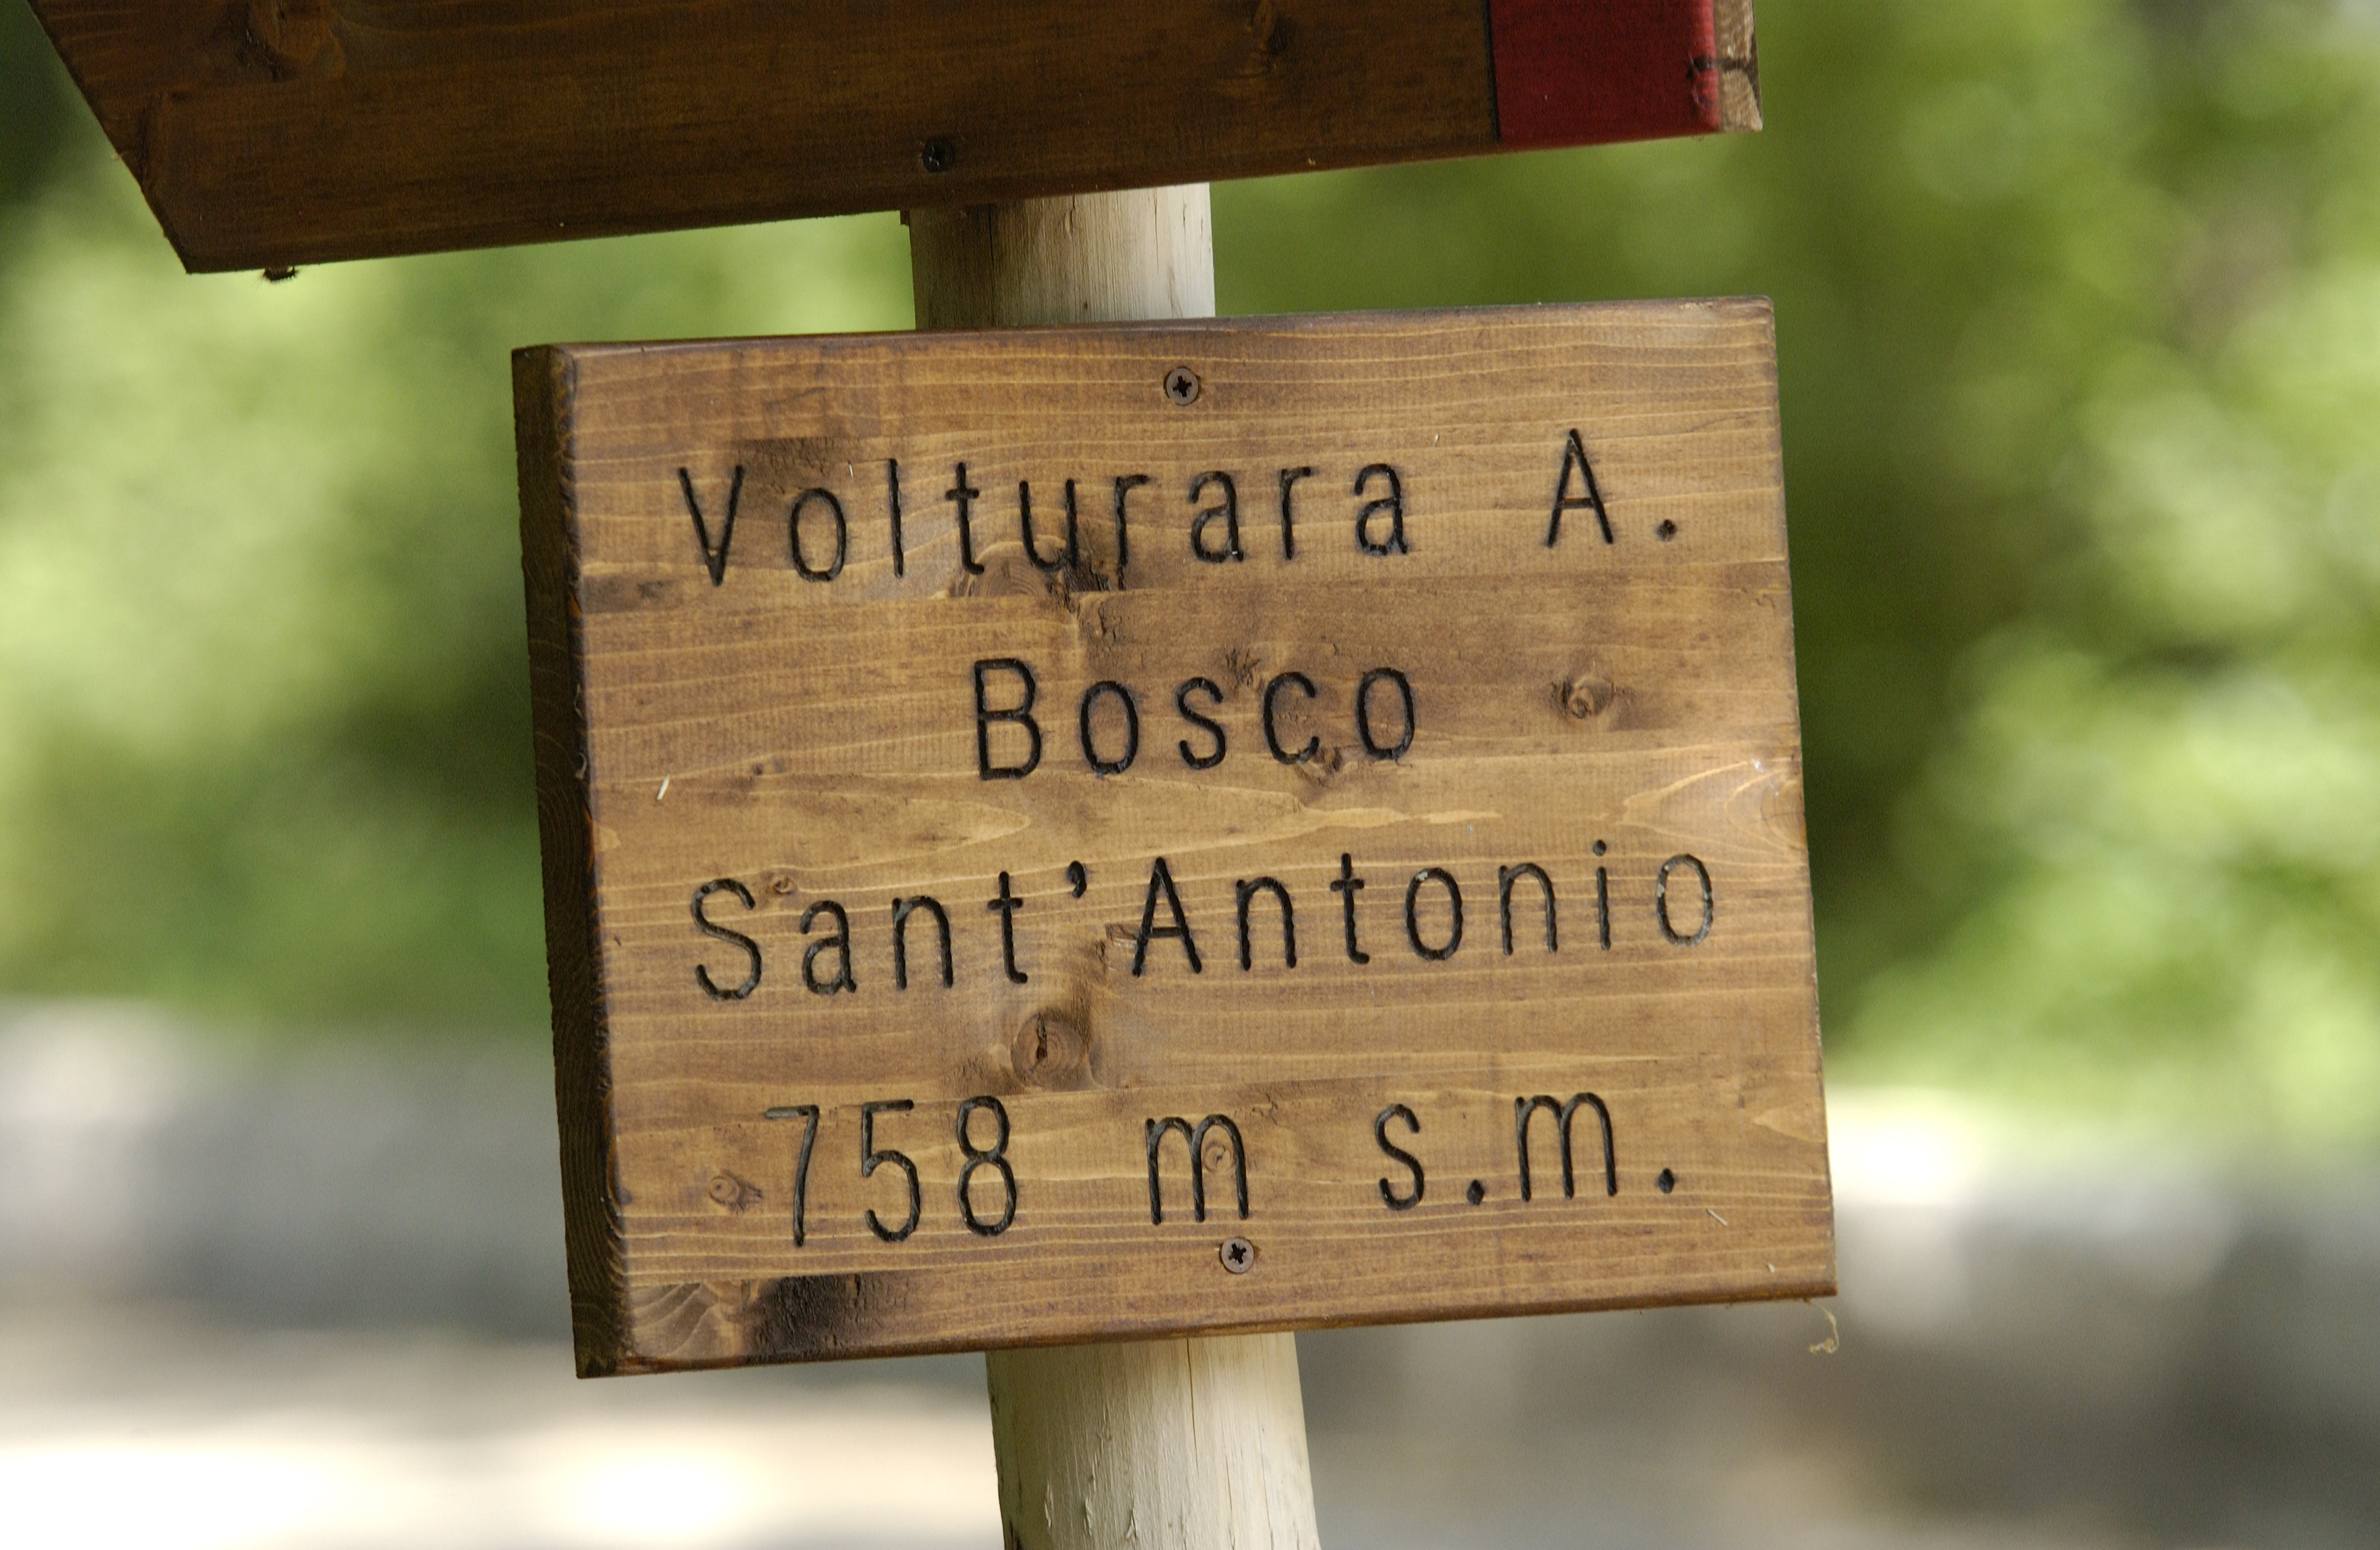 Volturara A.
Bosco
Sant'Antonio
758 m s.m.